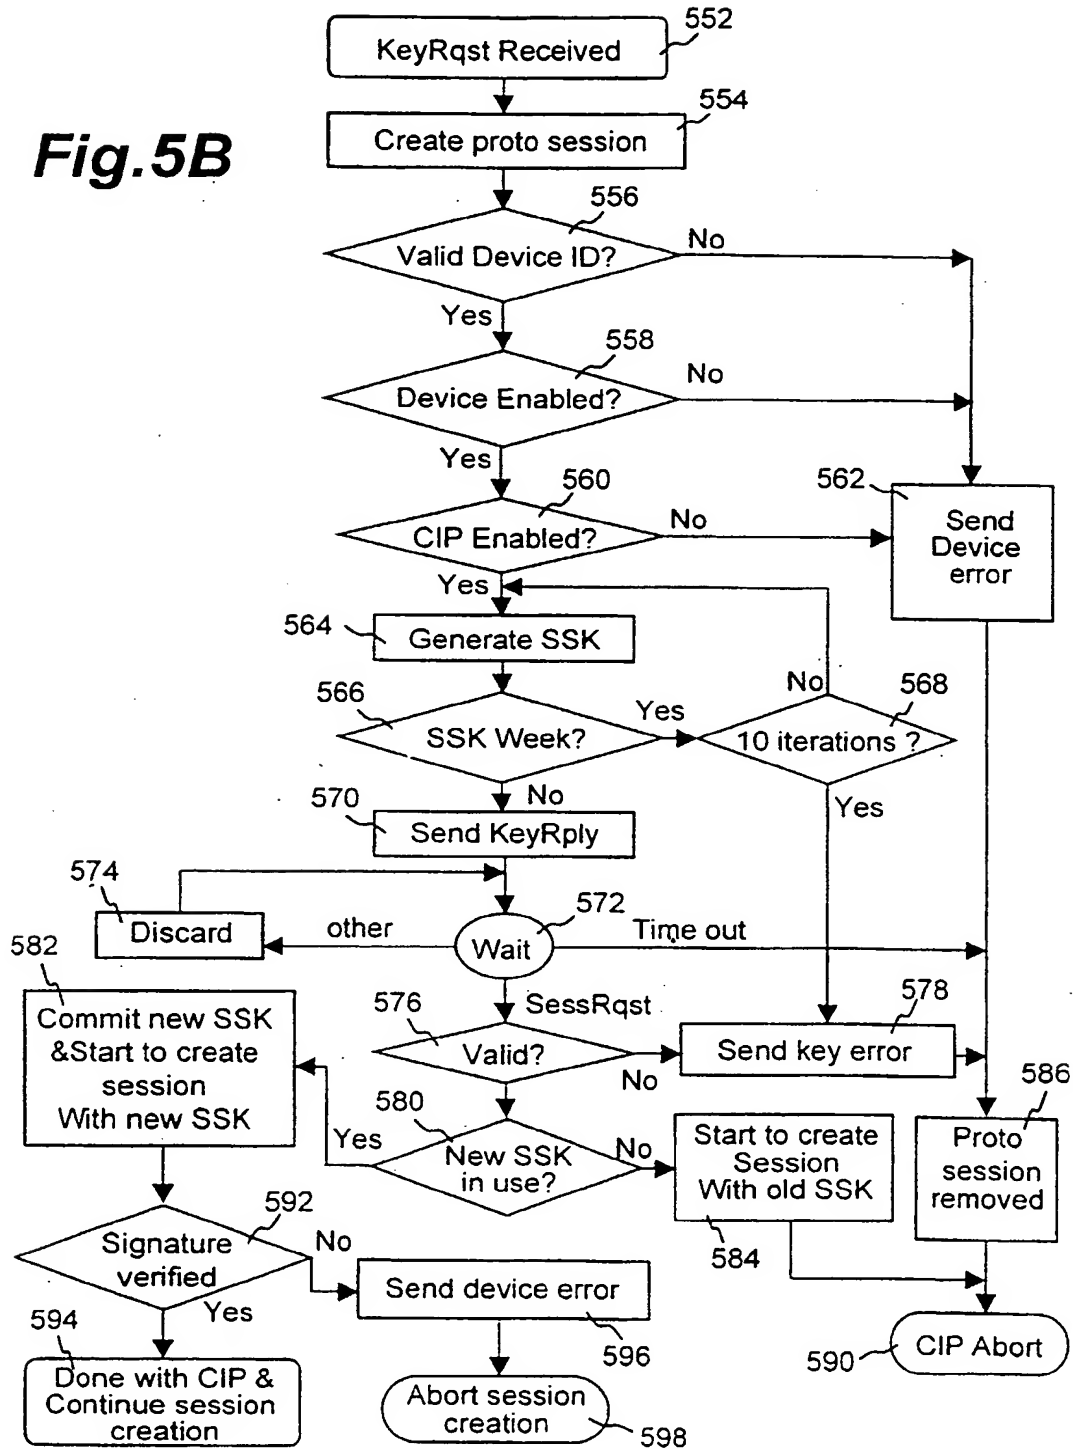 552
KeyRqst Received
554
Create proto session
Fig.5B
556
Valid Device ID?
No
Yes
558
Device Enabled?
No
Yes
560
CIP Enabled?
No
Yes
562
Send
Device
error
564
Generate SSK
566
SSK Week?
Yes
No
568
10 iterations ?
No
Yes
570
Send KeyRply
574
Discard
other
572
Wait
Time out
SessRqst
582
Commit new SSK
&Start to create
session
With new SSK
576
Valid?
No
578
Send key error
580
New SSK
in use?
Yes
No
Start to create
Session
With old SSK
584
586
Proto
session
removed
592
Signature
verified
No
Yes
Send device error
596
590
CIP Abort
594
Done with CIP &
Continue session
creation
Abort session
creation
598